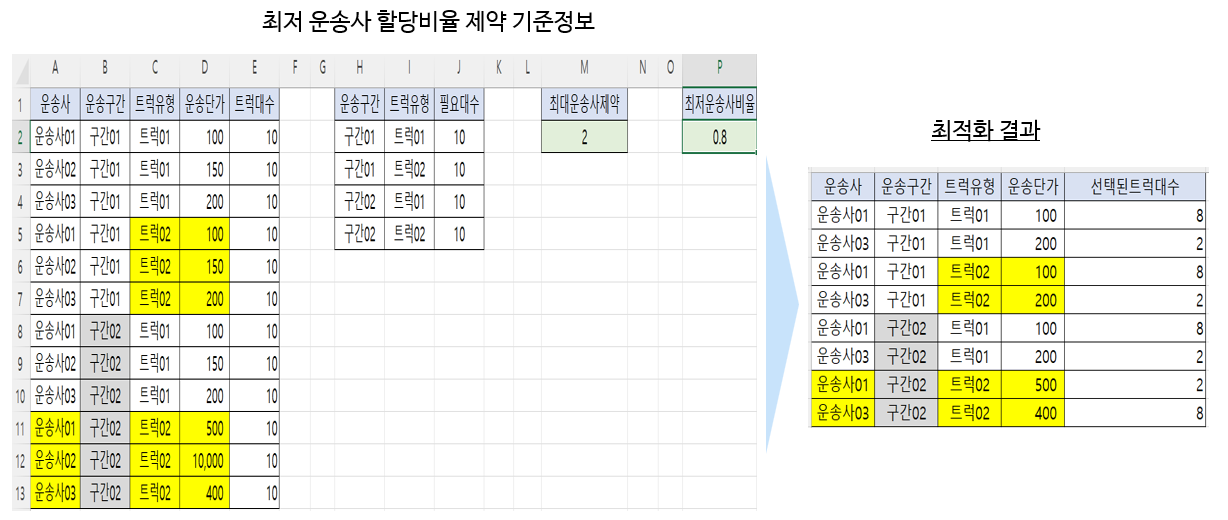 최저 운송사 할당비율 제약 기준정보
A B C D E F G H I J K L M N O P
1 운송사 운송구간 트럭유형 운송단가 트럭대수 운송구간 트럭유형 필요대수 최대운송사제약 최저운송사비율
2 운송사01 구간01 트럭01 100 10 구간01 트럭01 10 2 0.8
3 운송사02 구간01 트럭01 150 10 구간01 트럭02 10
4 운송사03 구간01 트럭01 200 10 구간02 트럭01 10
5 운송사01 구간01 트럭02 100 10 구간02 트럭02 10
6 운송사02 구간01 트럭02 150 10
7 운송사03 구간01 트럭02 200 10
8 운송사01 구간02 트럭01 100 10
9 운송사02 구간02 트럭01 150 10
10 운송사03 구간02 트럭01 200 10
11 운송사01 구간02 트럭02 500 10
12 운송사02 구간02 트럭02 10,000 10
13 운송사03 구간02 트럭02 400 10
최적화 결과
운송사 운송구간 트럭유형 운송단가 선택된트럭대수
운송사01 구간01 트럭01 100 8
운송사03 구간01 트럭01 200 2
운송사01 구간01 트럭02 100 8
운송사03 구간01 트럭02 200 2
운송사01 구간02 트럭01 100 8
운송사03 구간02 트럭01 200 2
운송사01 구간02 트럭02 500 2
운송사03 구간02 트럭02 400 8